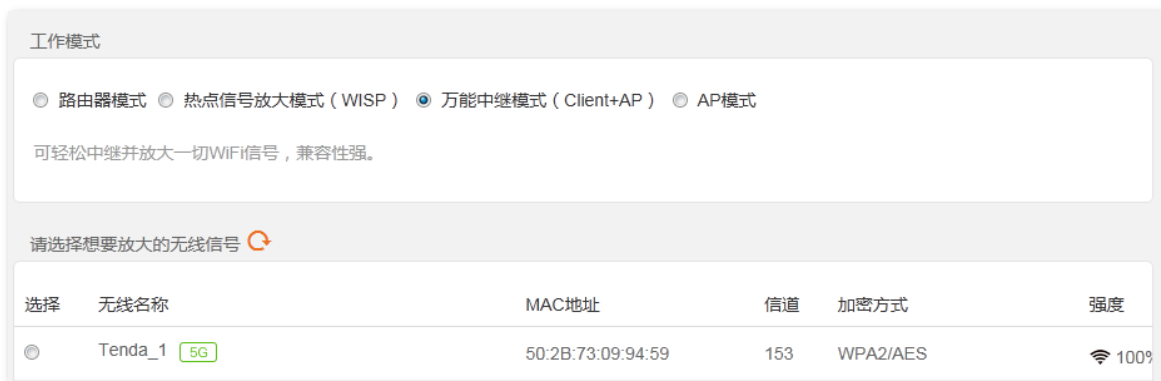 工作模式
路由器模式 热点信号放大模式（WISP） 万能中继模式（Client+AP） AP模式
可轻松中继并放大一切WiFi信号，兼容性强。
请选择想要放大的无线信号
选择 无线名称 MAC地址 信道 加密方式 强度
Tenda_1 5G 50:2B:73:09:94:59 153 WPA2/AES 100%